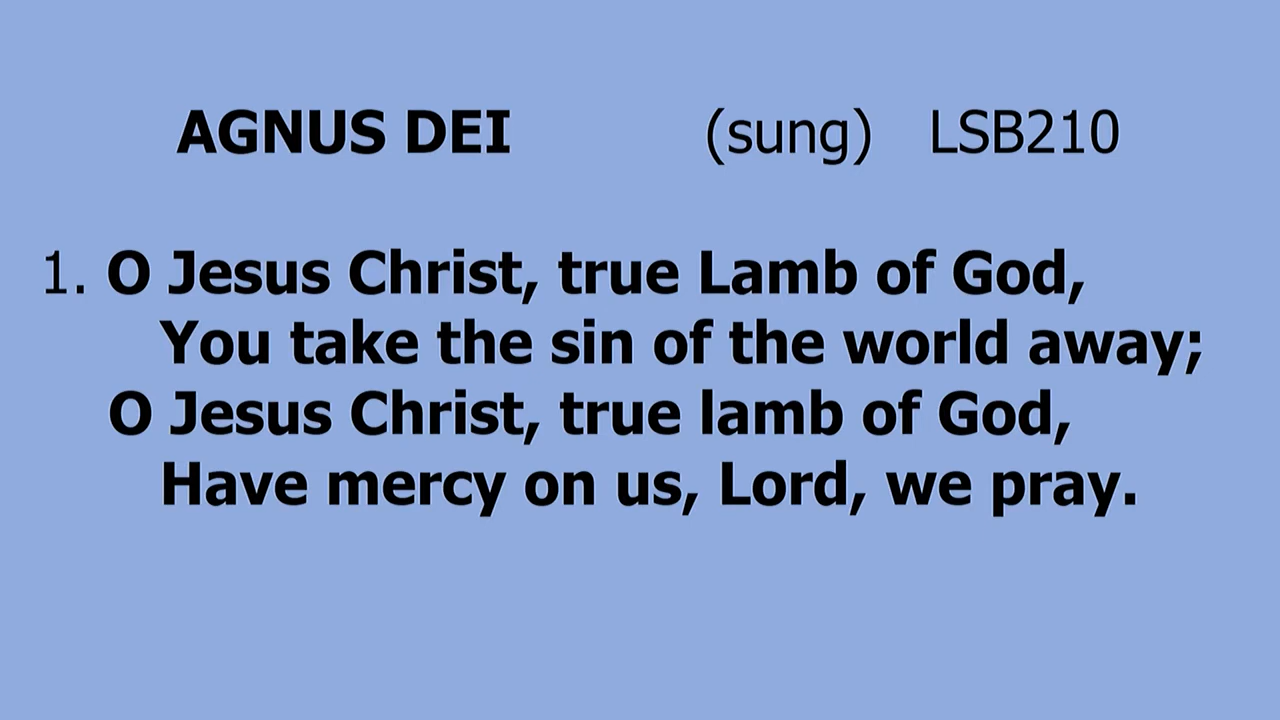 AGNUS DEI (sung) LSB210
1. O Jesus Christ, true Lamb of God,
You take the sin of the world away;
O Jesus Christ, true lamb of God,
Have mercy on us, Lord, we pray.